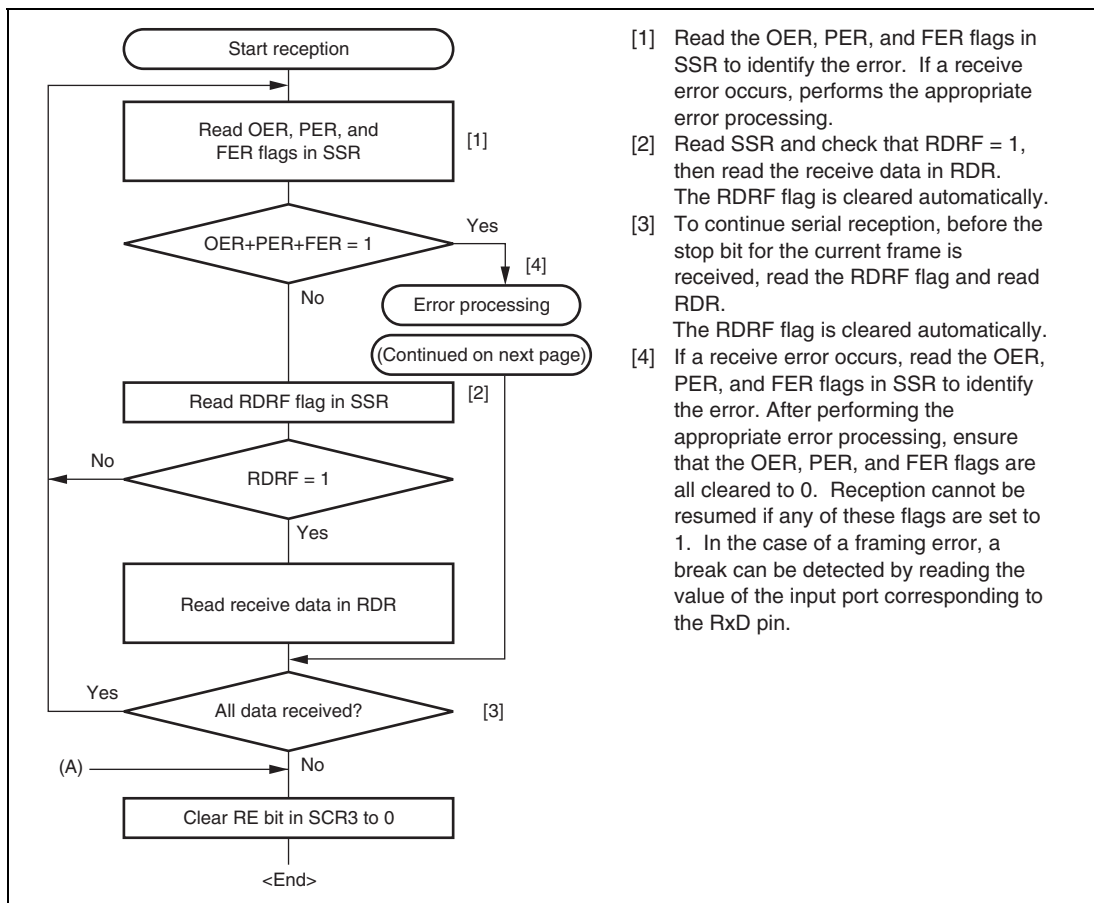 Start reception
Read OER, PER, and
FER flags in SSR
[1]
Yes
OER+PER+FER = 1
[4]
No
Error processing
(Continued on next page)
Read RDRF flag in SSR
[2]
No
RDRF = 1
Yes
Read receive data in RDR
Yes
All data received?
[3]
(A)
No
Clear RE bit in SCR3 to 0
<End>
[1] Read the OER, PER, and FER flags in
SSR to identify the error. If a receive
error occurs, performs the appropriate
error processing.
[2] Read SSR and check that RDRF = 1,
then read the receive data in RDR.
The RDRF flag is cleared automatically.
[3] To continue serial reception, before the
stop bit for the current frame is
received, read the RDRF flag and read
RDR.
The RDRF flag is cleared automatically.
[4] If a receive error occurs, read the OER,
PER, and FER flags in SSR to identify
the error. After performing the
appropriate error processing, ensure
that the OER, PER, and FER flags are
all cleared to 0. Reception cannot be
resumed if any of these flags are set to
1. In the case of a framing error, a
break can be detected by reading the
value of the input port corresponding to
the RxD pin.